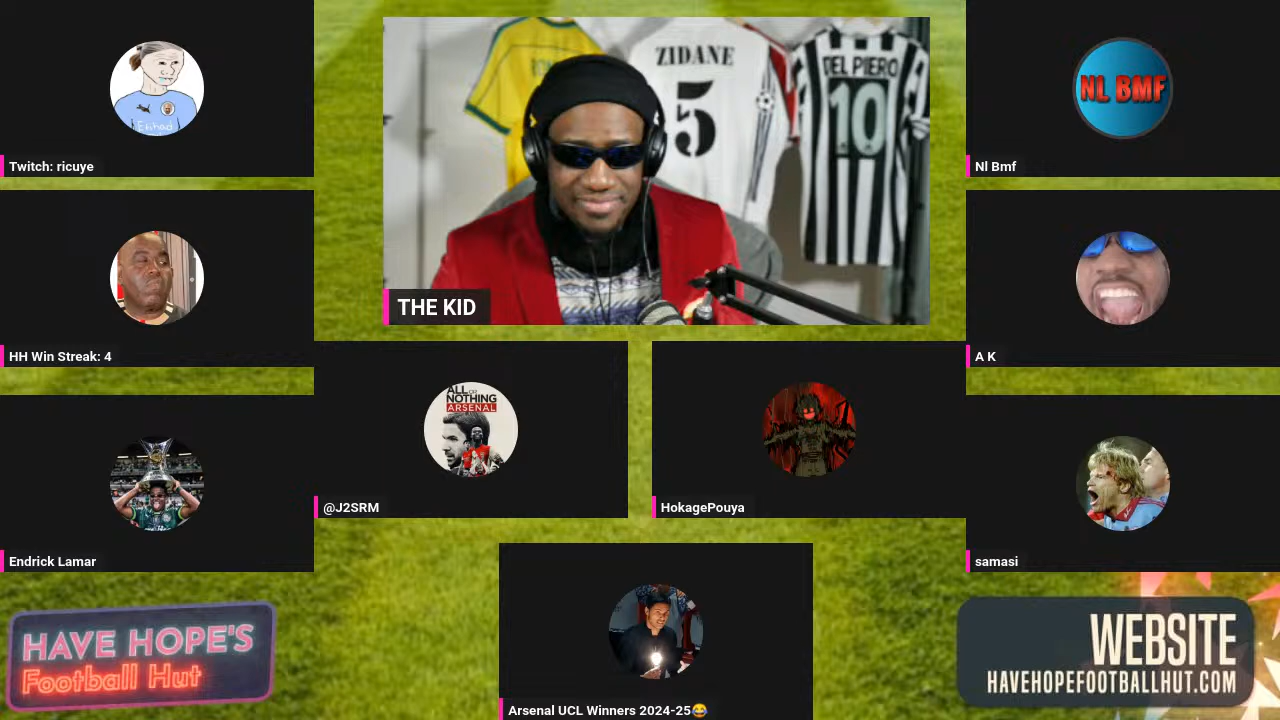 Etihad
Twitch: ricuye
ZIDANE
5
DEL PIERO
10
THE KID
NL BMF
Nl Bmf
HH Win Streak: 4
A K
ALL or
NOTHING
ARSENAL
@J2SRM
HokagePouya
Endrick Lamar
samasi
HAVE HOPE'S
Football Hut
Arsenal UCL Winners 2024-25😂
WEBSITE
HAVEHOPEFOOTBALLHUT.COM